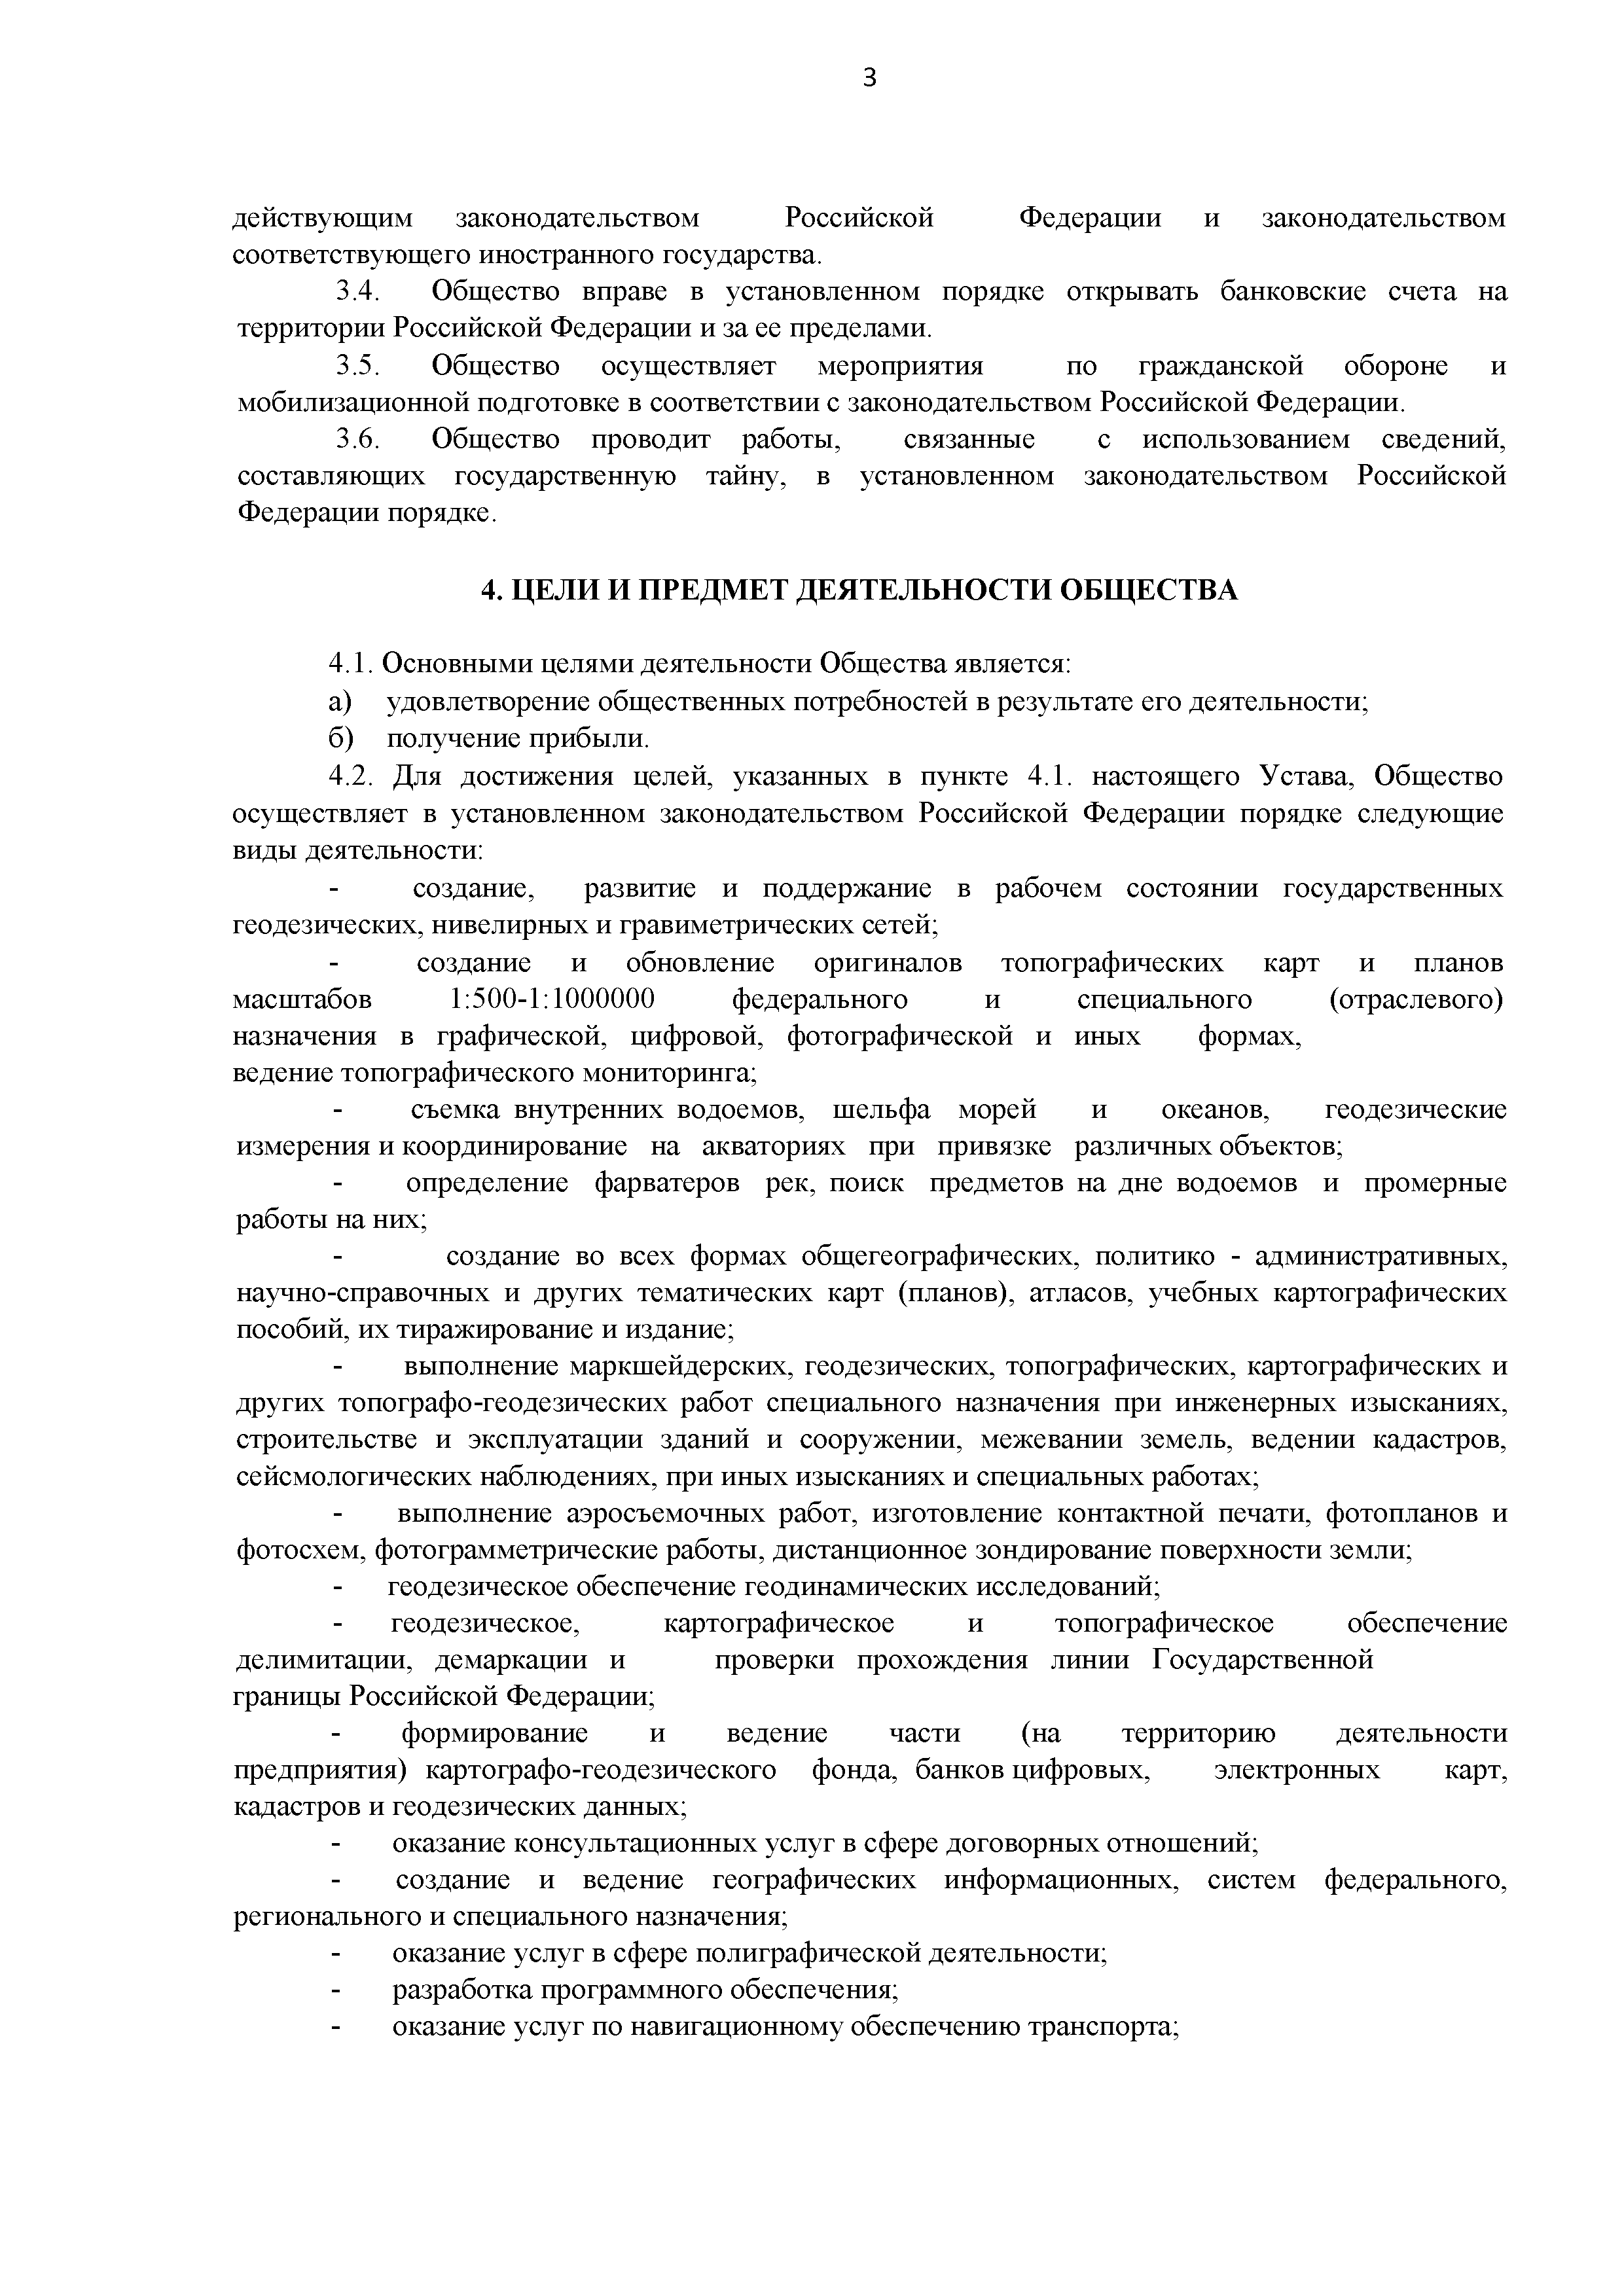 3
действующим законодательством Российской Федерации и законодательством
соответствующего иностранного государства.
3.4. Общество вправе в установленном порядке открывать банковские счета на
территории Российской Федерации и за ее пределами.
3.5. Общество осуществляет мероприятия по гражданской обороне и
мобилизационной подготовке в соответствии с законодательством Российской Федерации.
3.6. Общество проводит работы, связанные с использованием сведений,
составляющих государственную тайну, в установленном законодательством Российской
Федерации порядке.
4. ЦЕЛИ И ПРЕДМЕТ ДЕЯТЕЛЬНОСТИ ОБЩЕСТВА
4.1. Основными целями деятельности Общества является:
а) удовлетворение общественных потребностей в результате его деятельности;
б) получение прибыли.
4.2. Для достижения целей, указанных в пункте 4.1. настоящего Устава, Общество
осуществляет в установленном законодательством Российской Федерации порядке следующие
виды деятельности:
- создание, развитие и поддержание в рабочем состоянии государственных
геодезических, нивелирных и гравиметрических сетей;
- создание и обновление оригиналов топографических карт и планов
масштабов 1:500-1:1000000 федерального и специального (отраслевого)
назначения в графической, цифровой, фотографической и иных формах,
ведение топографического мониторинга;
- съемка внутренних водоемов, шельфа морей и океанов, геодезические
измерения и координирование на акваториях при привязке различных объектов;
- определение фарватеров рек, поиск предметов на дне водоемов и промерные
работы на них;
- создание во всех формах общегеографических, политико - административных,
научно-справочных и других тематических карт (планов), атласов, учебных картографических
пособий, их тиражирование и издание;
- выполнение маркшейдерских, геодезических, топографических, картографических и
других топографо-геодезических работ специального назначения при инженерных изысканиях,
строительстве и эксплуатации зданий и сооружении, межевании земель, ведении кадастров,
сейсмологических наблюдениях, при иных изысканиях и специальных работах;
- выполнение аэросъемочных работ, изготовление контактной печати, фотопланов и
фотосхем, фотограмметрические работы, дистанционное зондирование поверхности земли;
- геодезическое обеспечение геодинамических исследований;
- геодезическое, картографическое и топографическое обеспечение
делимитации, демаркации и проверки прохождения линии Государственной
границы Российской Федерации;
- формирование и ведение части (на территорию деятельности
предприятия) картографо-геодезического фонда, банков цифровых, электронных карт,
кадастров и геодезических данных;
- оказание консультационных услуг в сфере договорных отношений;
- создание и ведение географических информационных, систем федерального,
регионального и специального назначения;
- оказание услуг в сфере полиграфической деятельности;
- разработка программного обеспечения;
- оказание услуг по навигационному обеспечению транспорта;